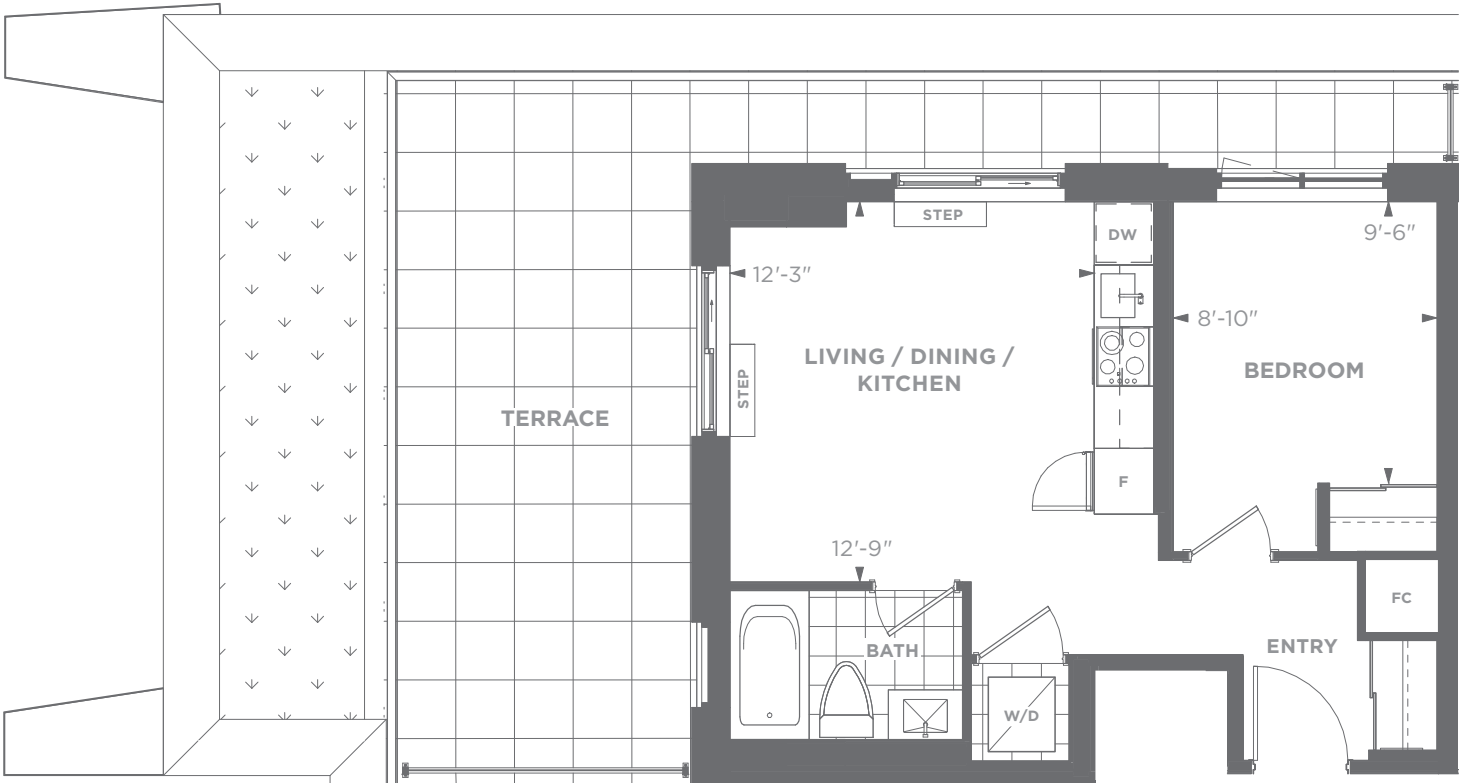 STEP
DW
9'-6"
12'-3"
8'-10"
LIVING / DINING /
KITCHEN
BEDROOM
STEP
TERRACE
F
12'-9"
FC
BATH
ENTRY
W/D